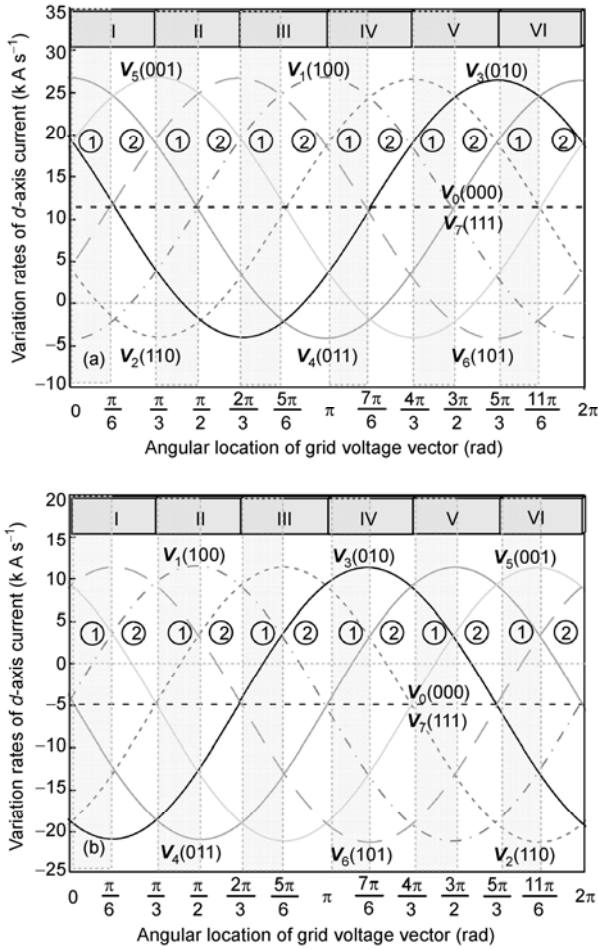 35
30
25
20
15
10
5
0
−5
−10
Variation rates of d-axis current (k A s⁻¹)
I II III IV V VI
V5(001) V1(100) V3(010)
① ② ① ② ① ② ① ② ① ② ① ②
V0(000)
V7(111)
(a) V2(110) V4(011) V6(101)
0 π/6 π/3 π/2 2π/3 5π/6 π 7π/6 4π/3 3π/2 5π/3 11π/6 2π
Angular location of grid voltage vector (rad)
20
15
10
5
0
−5
−10
−15
−20
−25
Variation rates of d-axis current (k A s⁻¹)
I II III IV V VI
V1(100) V3(010) V5(001)
① ② ① ② ① ② ① ② ① ② ① ②
V0(000)
V7(111)
(b) V4(011) V6(101) V2(110)
0 π/6 π/3 π/2 2π/3 5π/6 π 7π/6 4π/3 3π/2 5π/3 11π/6 2π
Angular location of grid voltage vector (rad)